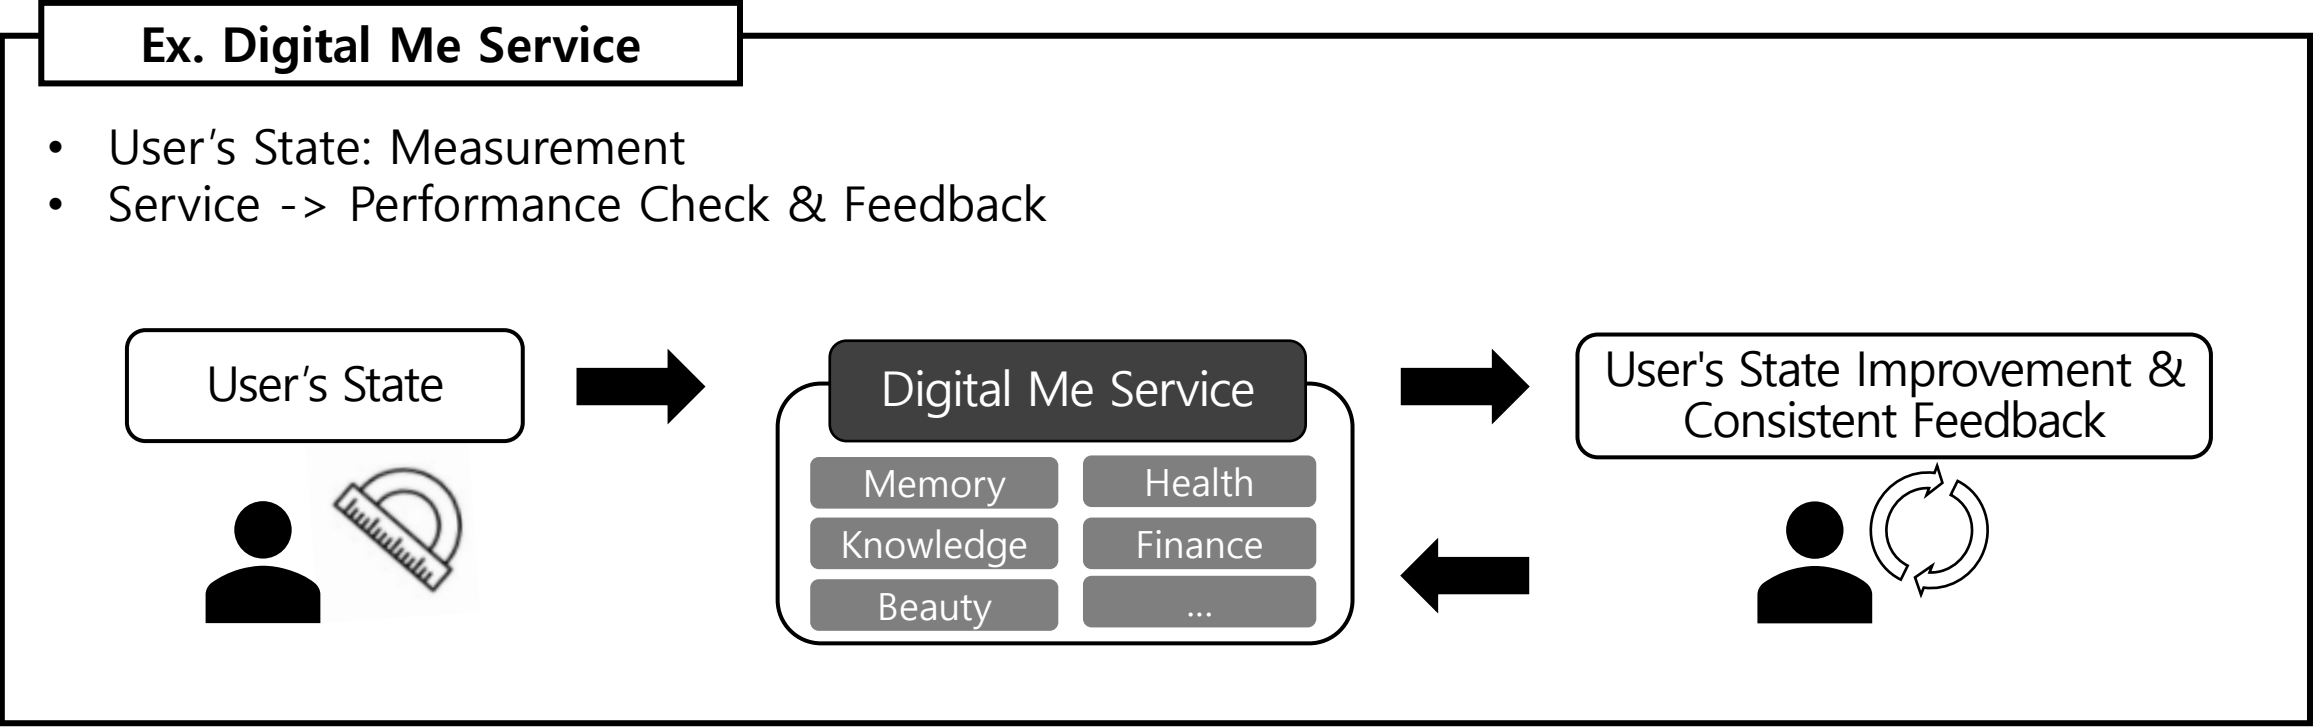 Ex. Digital Me Service
• User’s State: Measurement
• Service -> Performance Check & Feedback
User’s State
Digital Me Service
Memory
Health
Knowledge
Finance
Beauty
...
User's State Improvement &
Consistent Feedback